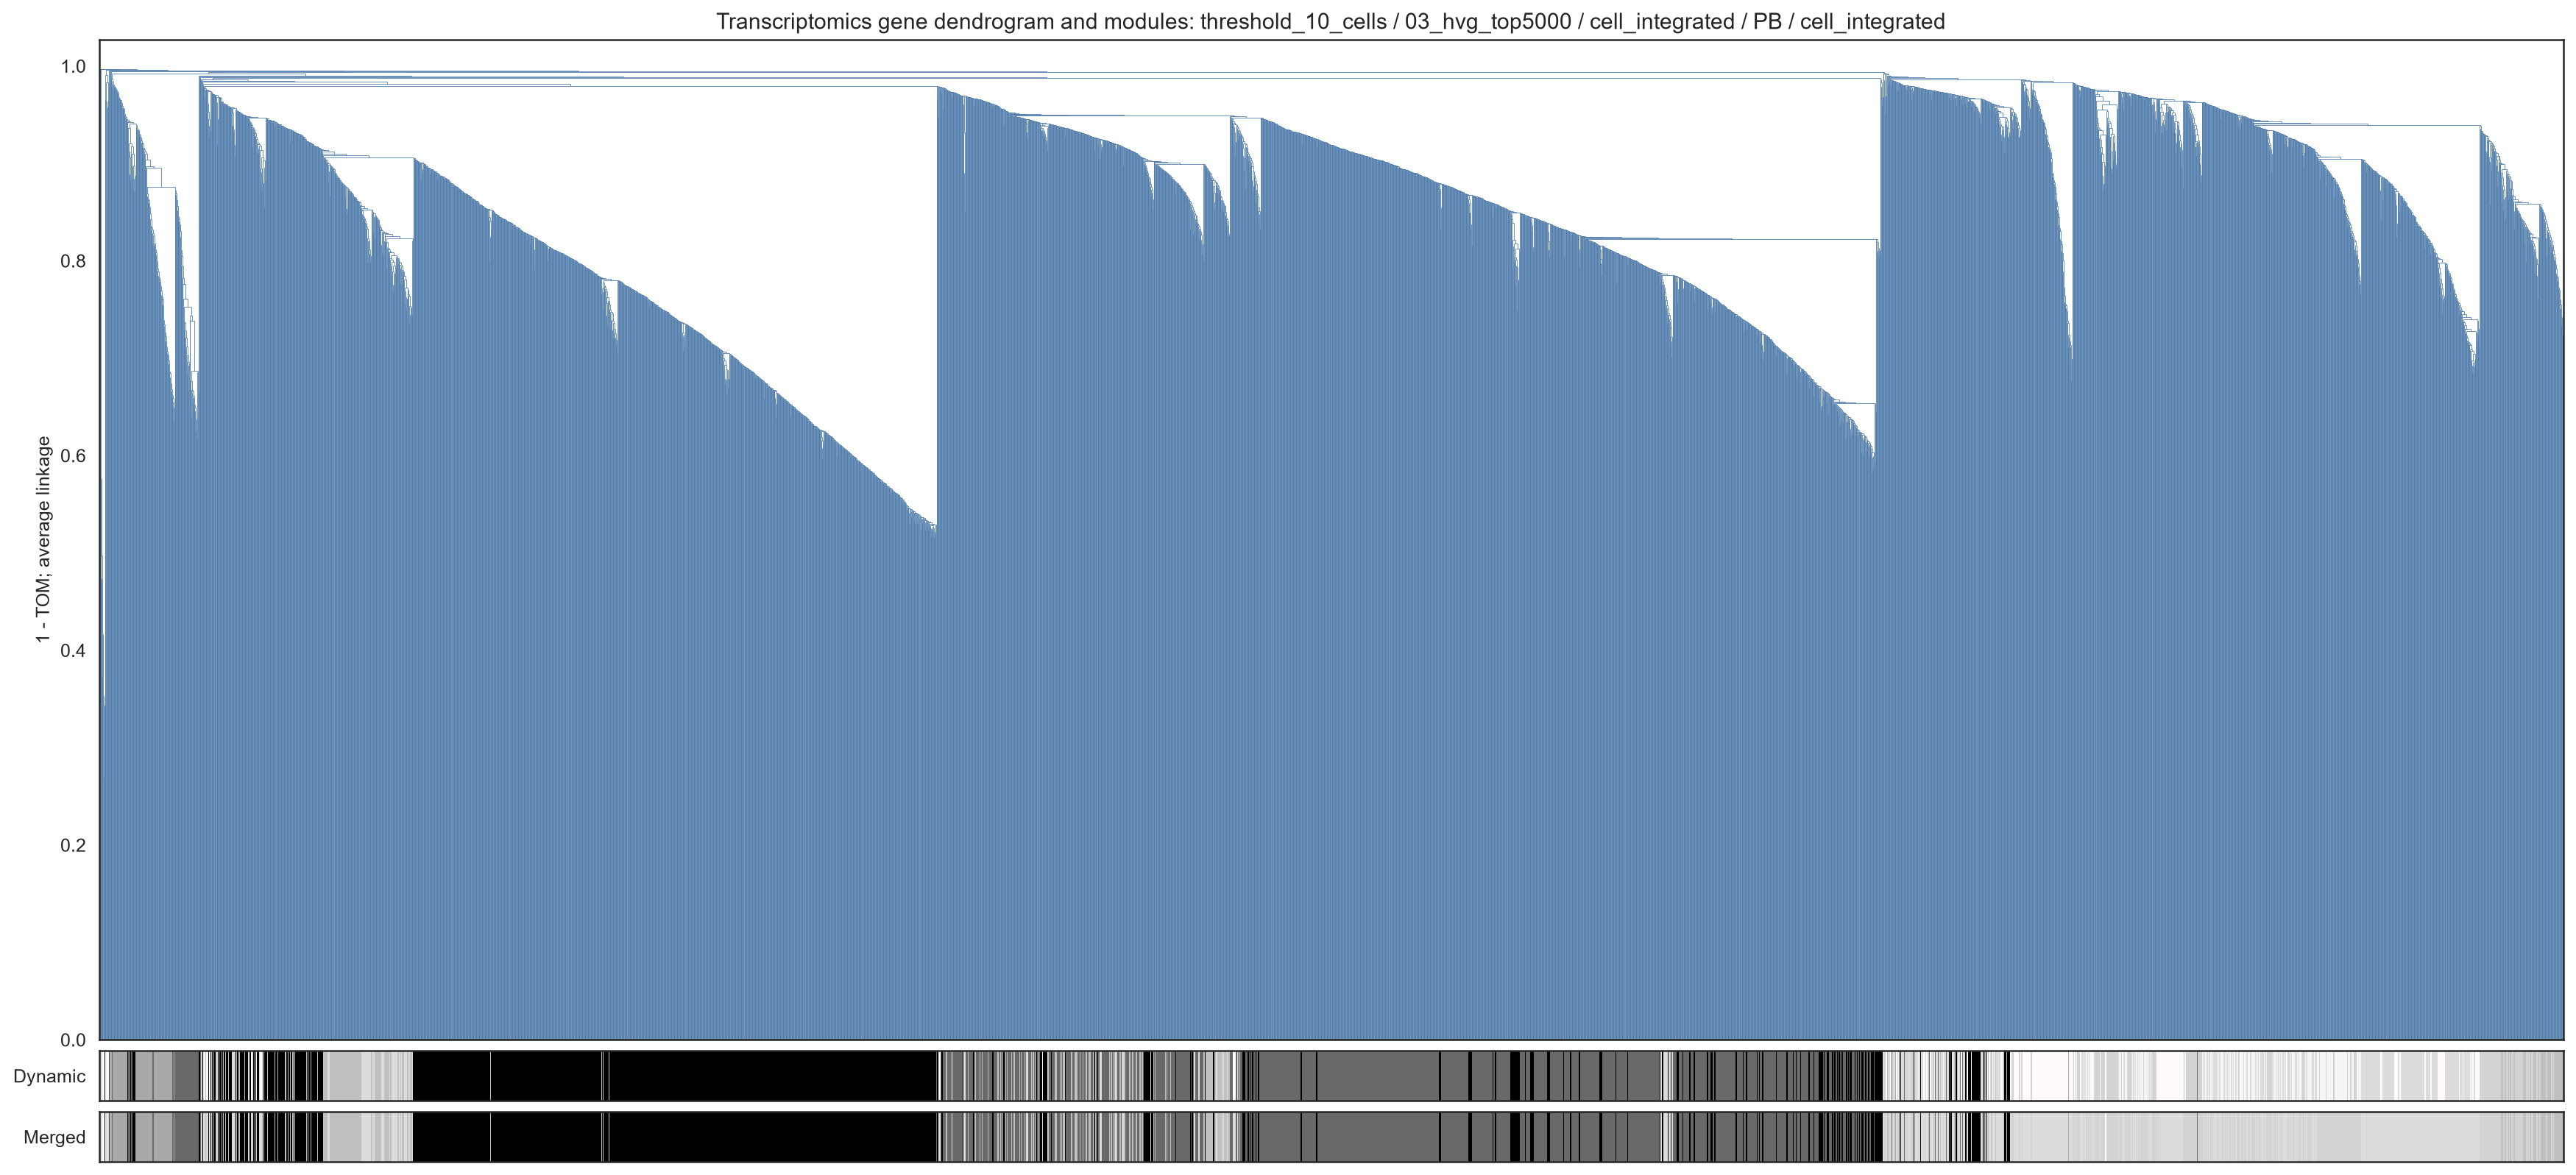 Transcriptomics gene dendrogram and modules: threshold_10_cells / 03_hvg_top5000 / cell_integrated / PB / cell_integrated
1 - TOM; average linkage
1.0
0.8
0.6
0.4
0.2
0.0
Dynamic
Merged